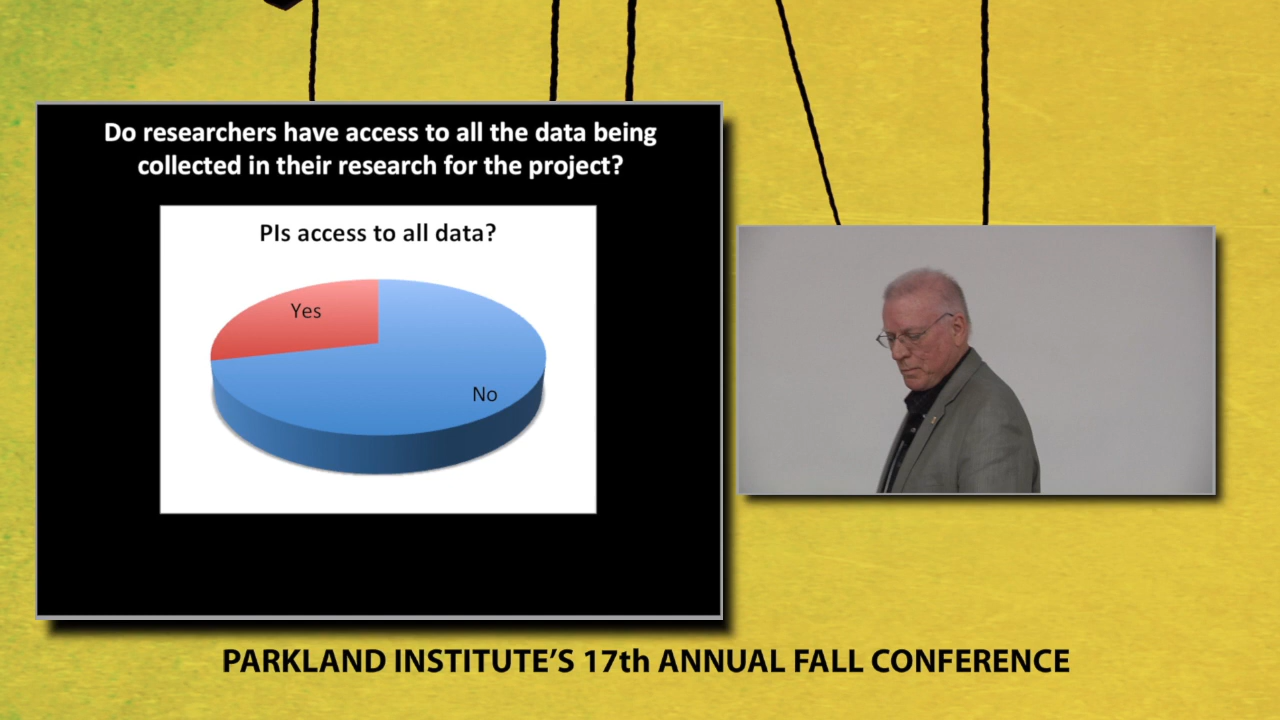 Do researchers have access to all the data being
collected in their research for the project?
PIs access to all data?
Yes
No
PARKLAND INSTITUTE'S 17th ANNUAL FALL CONFERENCE